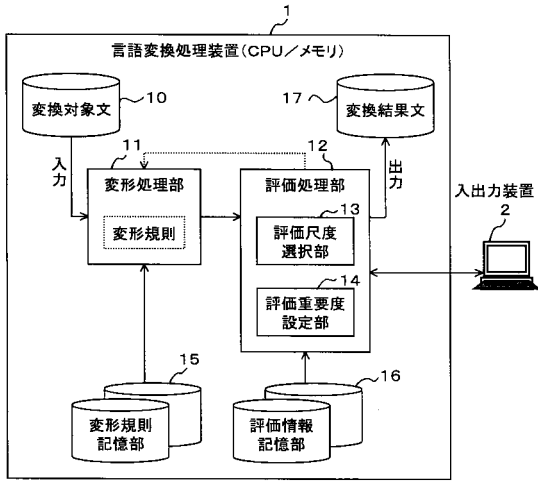 1
言語変換処理装置(CPU/メモリ)
変換対象文
10
17
変換結果文
入力
11
変形処理部
変形規則
12
評価処理部
13
評価尺度
選択部
14
評価重要度
設定部
出力
入出力装置
2
15
変形規則
記憶部
16
評価情報
記憶部